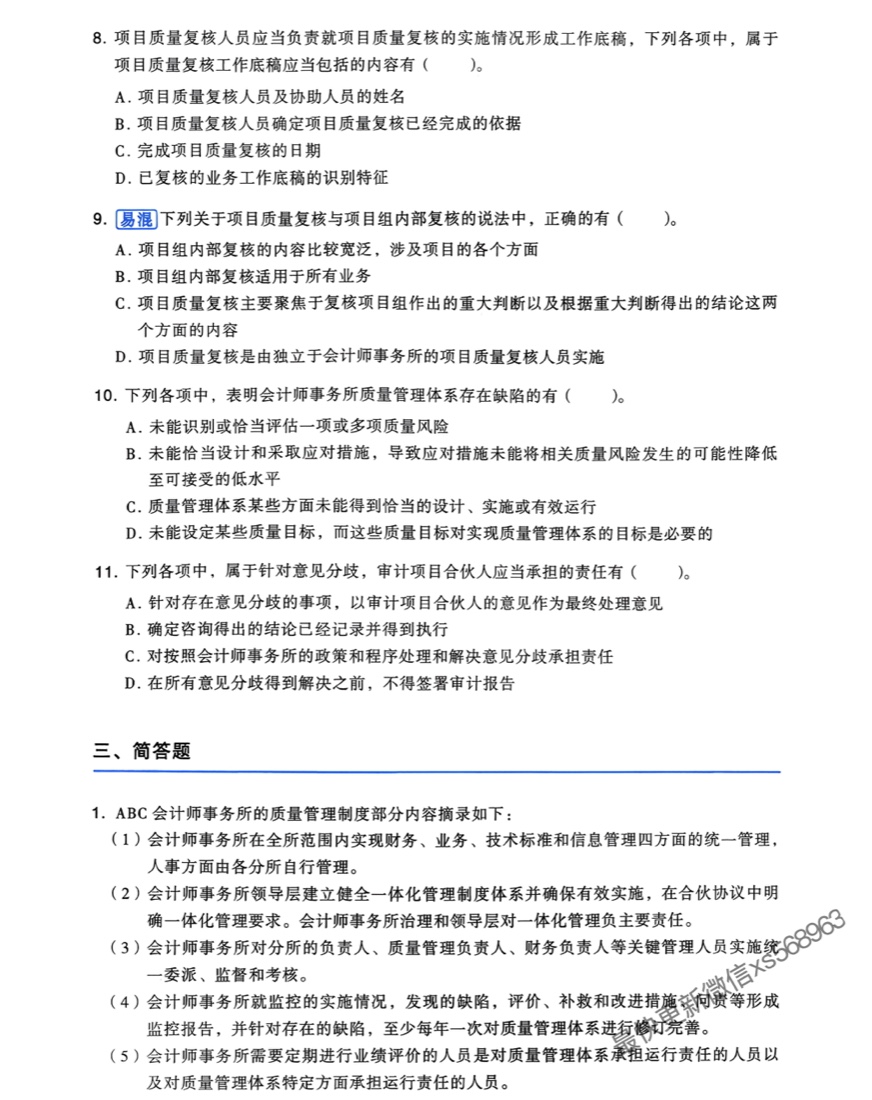 8. 项目质量复核人员应当负责就项目质量复核的实施情况形成工作底稿，下列各项中，属于
项目质量复核工作底稿应当包括的内容有（　　）。
A. 项目质量复核人员及协助人员的姓名
B. 项目质量复核人员确定项目质量复核已经完成的依据
C. 完成项目质量复核的日期
D. 已复核的业务工作底稿的识别特征
9. 易混 下列关于项目质量复核与项目组内部复核的说法中，正确的有（　　）。
A. 项目组内部复核的内容比较宽泛，涉及项目的各个方面
B. 项目组内部复核适用于所有业务
C. 项目质量复核主要聚焦于复核项目组作出的重大判断以及根据重大判断得出的结论这两
个方面的内容
D. 项目质量复核是由独立于会计师事务所的项目质量复核人员实施
10. 下列各项中，表明会计师事务所质量管理体系存在缺陷的有（　　）。
A. 未能识别或恰当评估一项或多项质量风险
B. 未能恰当设计和采取应对措施，导致应对措施未能将相关质量风险发生的可能性降低
至可接受的低水平
C. 质量管理体系某些方面未能得到恰当的设计、实施或有效运行
D. 未能设定某些质量目标，而这些质量目标对实现质量管理体系的目标是必要的
11. 下列各项中，属于针对意见分歧，审计项目合伙人应当承担的责任有（　　）。
A. 针对存在意见分歧的事项，以审计项目合伙人的意见作为最终处理意见
B. 确定咨询得出的结论已经记录并得到执行
C. 对按照会计师事务所的政策和程序处理和解决意见分歧承担责任
D. 在所有意见分歧得到解决之前，不得签署审计报告
三、简答题
1. ABC 会计师事务所的质量管理制度部分内容摘录如下：
（1）会计师事务所在全所范围内实现财务、业务、技术标准和信息管理四方面的统一管理，
人事方面由各分所自行管理。
（2）会计师事务所领导层建立健全一体化管理制度体系并确保有效实施，在合伙协议中明
确一体化管理要求。会计师事务所治理和领导层对一体化管理负主要责任。
（3）会计师事务所对分所的负责人、质量管理负责人、财务负责人等关键管理人员实施统
一委派、监督和考核。
（4）会计师事务所就监控的实施情况，发现的缺陷，评价、补救和改进措施、问责等形成
监控报告，并针对存在的缺陷，至少每年一次对质量管理体系进行修订完善。
（5）会计师事务所需要定期进行业绩评价的人员是对质量管理体系承担运行责任的人员以
及对质量管理体系特定方面承担运行责任的人员。
最快更新微信xs568963